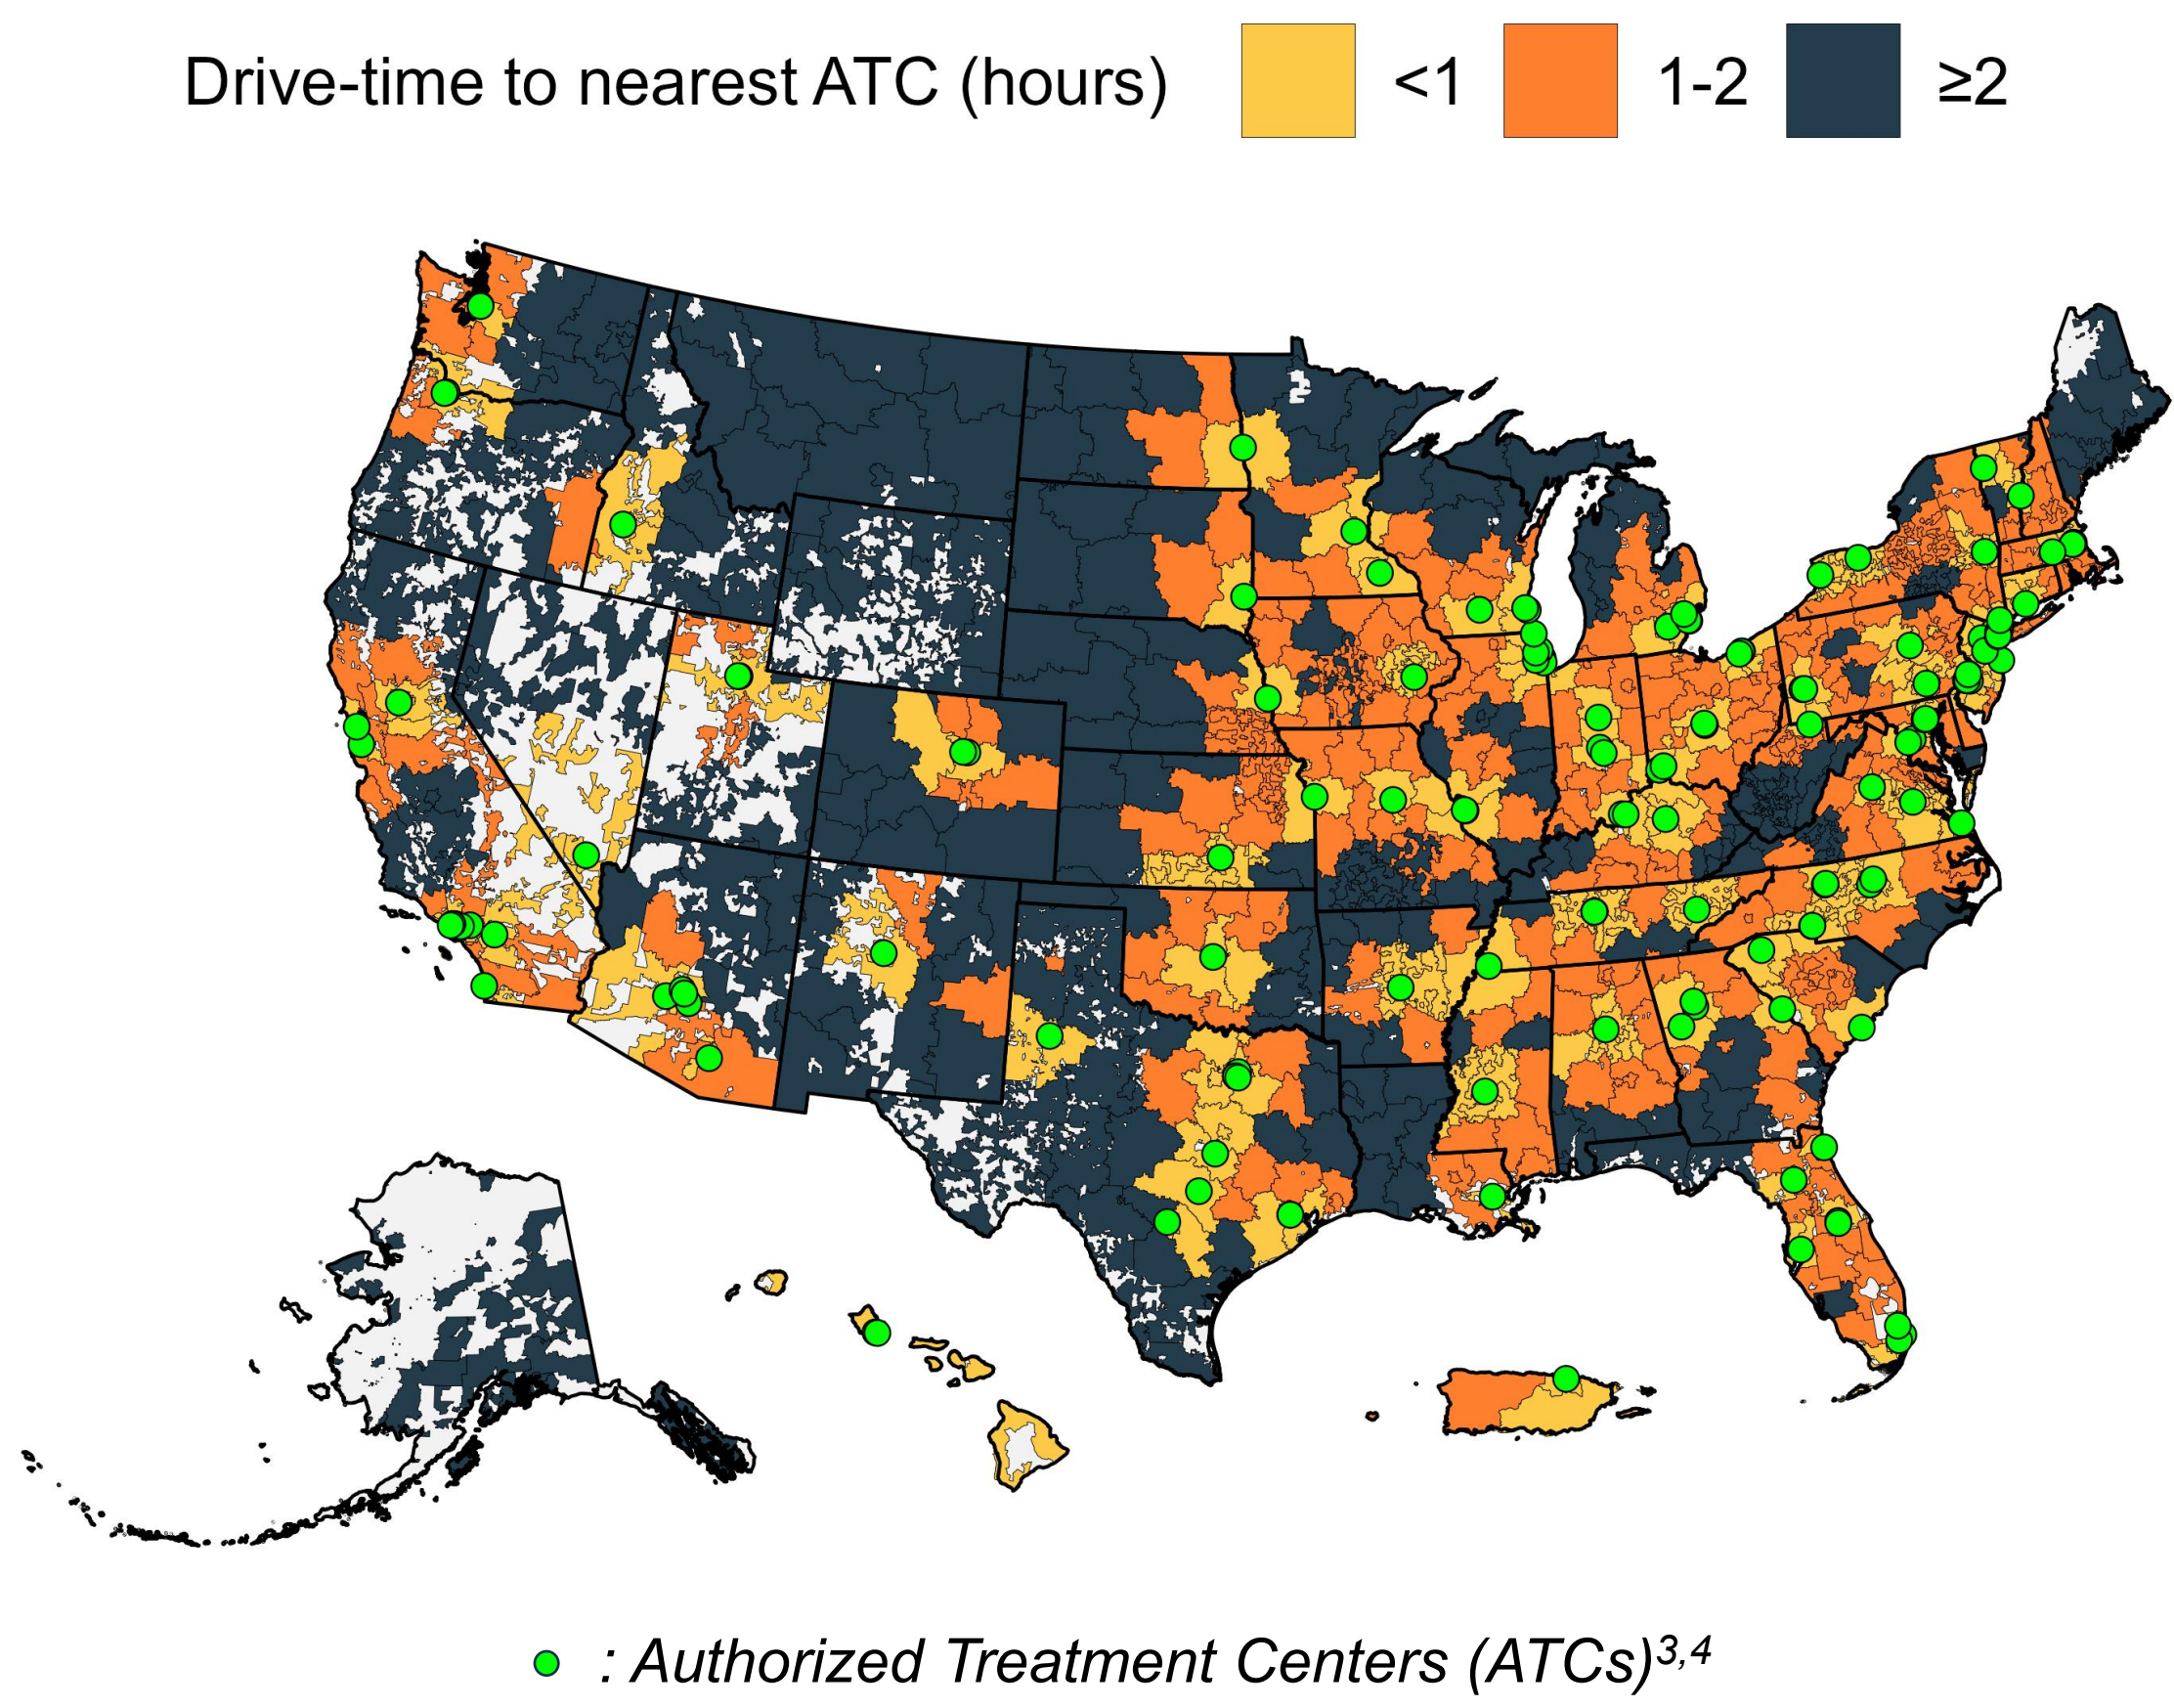 Drive-time to nearest ATC (hours) <1 1-2 ≥2
: Authorized Treatment Centers (ATCs)3,4